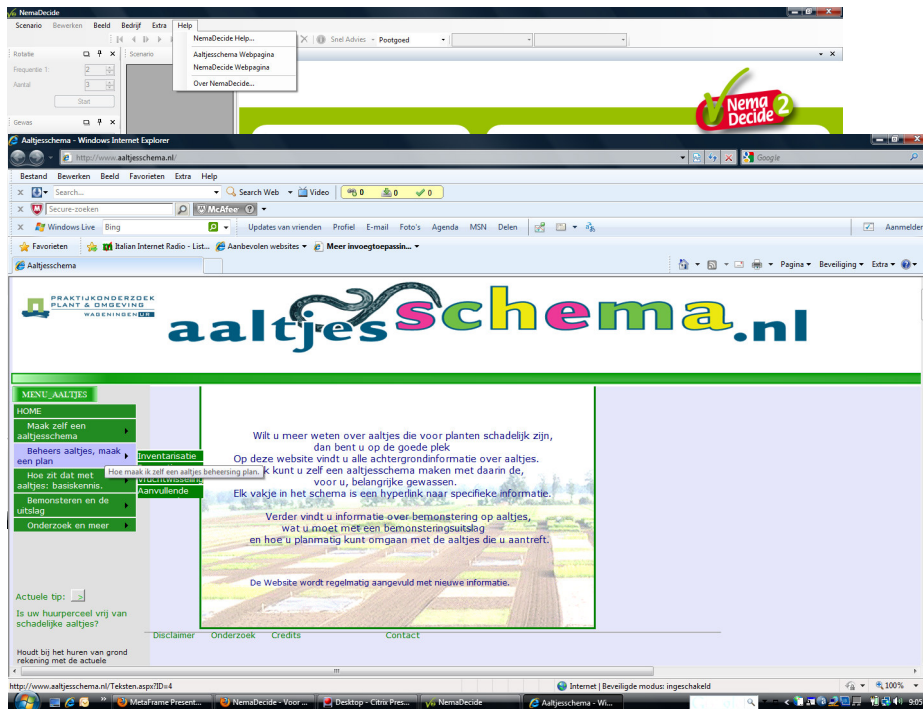 NemaDecide
Scenario Bewerken Beeld Bedrijf Extra Help
NemaDecide Help...
Aaltjesschema Webpagina
NemaDecide Webpagina
Over NemaDecide...
Snel Advies Postgoed
Rotatie
Scenario
Frequentie 1: 2
Aantal 3
Start
Gewas
Nema Decide 2
Aaltjesschema - Windows Internet Explorer
http://www.aaltjesschema.nl/
Google
Bestand Bewerken Beeld Favorieten Extra Help
Search... Search Web Video 0 0 0
Secure-zoeken McAfee
Windows Live Bing Updates van vrienden Profiel E-mail Foto's Agenda MSN Delen Aanmelden
Favorieten Italian Internet Radio - List... Aanbevolen websites Meer invoegtoepassin...
Aaltjesschema Pagina Beveiliging Extra
PRAKTIJKONDERZOEK
PLANT & OMGEVING
WAGENINGEN UR
aaltjesschema.nl
MENU_AALTJES
HOME
Maak zelf een
aaltjesschema
Beheers aaltjes, maak
een plan
Hoe zit dat met
aaltjes: basiskennis.
Bemonsteren en de
uitslag
Onderzoek en meer
Inventarisatie
Hoe maak ik zelf een aaltjes beheersing plan.
Vruchtwisseling
Aanvullende
Wilt u meer weten over aaltjes die voor planten schadelijk zijn,
dan bent u op de goede plek
Op deze website vindt u alle achtergrondinformatie over aaltjes.
k kunt u zelf een aaltjesschema maken met daarin de,
voor u, belangrijke gewassen.
Elk vakje in het schema is een hyperlink naar specifieke informatie.
Verder vindt u informatie over bemonstering op aaltjes,
wat u moet met een bemonsteringsuitslag
en hoe u planmatig kunt omgaan met de aaltjes die u aantreft.
De Website wordt regelmatig aangevuld met nieuwe informatie.
Actuele tip:
Is uw huurperceel vrij van
schadelijke aaltjes?
Houdt bij het huren van grond
rekening met de actuele
Disclaimer Onderzoek Credits Contact
http://www.aaltjesschema.nl/Teksten.aspx?ID=4
Internet | Beveiligde modus: ingeschakeld 100%
MetaFrame Present... NemaDecide - Voor ... Desktop - Citrix Pres... NemaDecide Aaltjesschema - Wi... 9:05